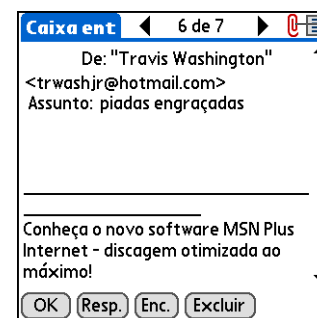 Caixa ent 6 de 7
De: "Travis Washington"
<trwashjr@hotmail.com>
Assunto: piadas engraçadas
Conheça o novo software MSN Plus
Internet - discagem otimizada ao
máximo!
OK Resp. Enc. Excluir